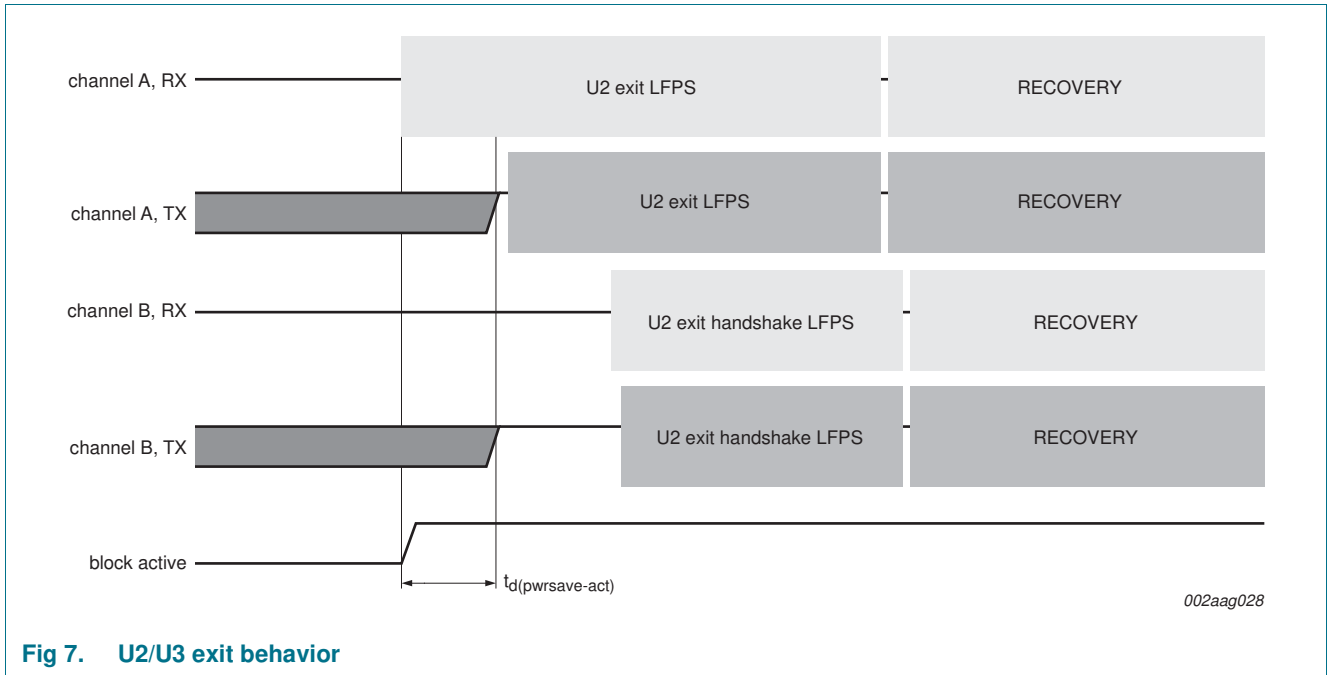 channel A, RX
U2 exit LFPS
RECOVERY
channel A, TX
U2 exit LFPS
RECOVERY
channel B, RX
U2 exit handshake LFPS
RECOVERY
channel B, TX
U2 exit handshake LFPS
RECOVERY
block active
td(pwrsave-act)
002aag028
Fig 7. U2/U3 exit behavior